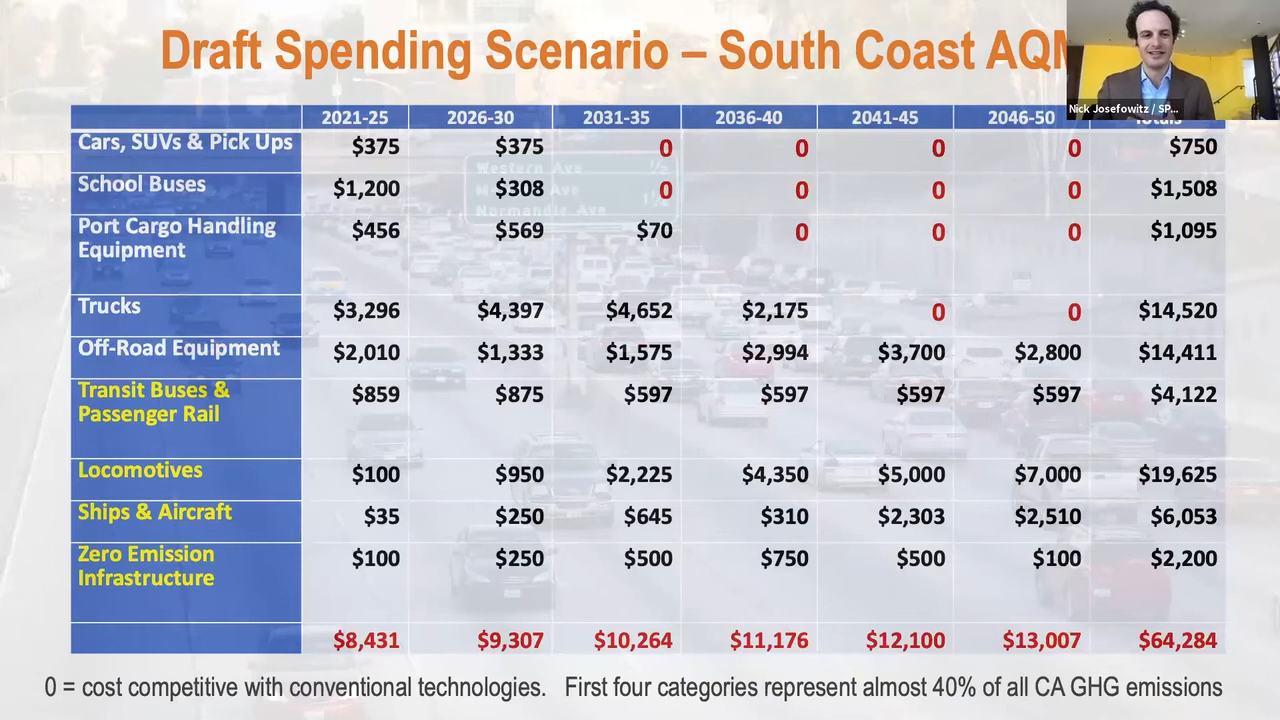 Draft Spending Scenario – South Coast AQ
Nick Josefowitz / SP...
2021-25 2026-30 2031-35 2036-40 2041-45 2046-50 Totals
Cars, SUVs & Pick Ups $375 $375 0 0 0 0 $750
School Buses $1,200 $308 0 0 0 0 $1,508
Port Cargo Handling
Equipment $456 $569 $70 0 0 0 $1,095
Trucks $3,296 $4,397 $4,652 $2,175 0 0 $14,520
Off-Road Equipment $2,010 $1,333 $1,575 $2,994 $3,700 $2,800 $14,411
Transit Buses &
Passenger Rail $859 $875 $597 $597 $597 $597 $4,122
Locomotives $100 $950 $2,225 $4,350 $5,000 $7,000 $19,625
Ships & Aircraft $35 $250 $645 $310 $2,303 $2,510 $6,053
Zero Emission
Infrastructure $100 $250 $500 $750 $500 $100 $2,200
$8,431 $9,307 $10,264 $11,176 $12,100 $13,007 $64,284
0 = cost competitive with conventional technologies. First four categories represent almost 40% of all CA GHG emissions
Western Ave
Ave
Normandie Ave